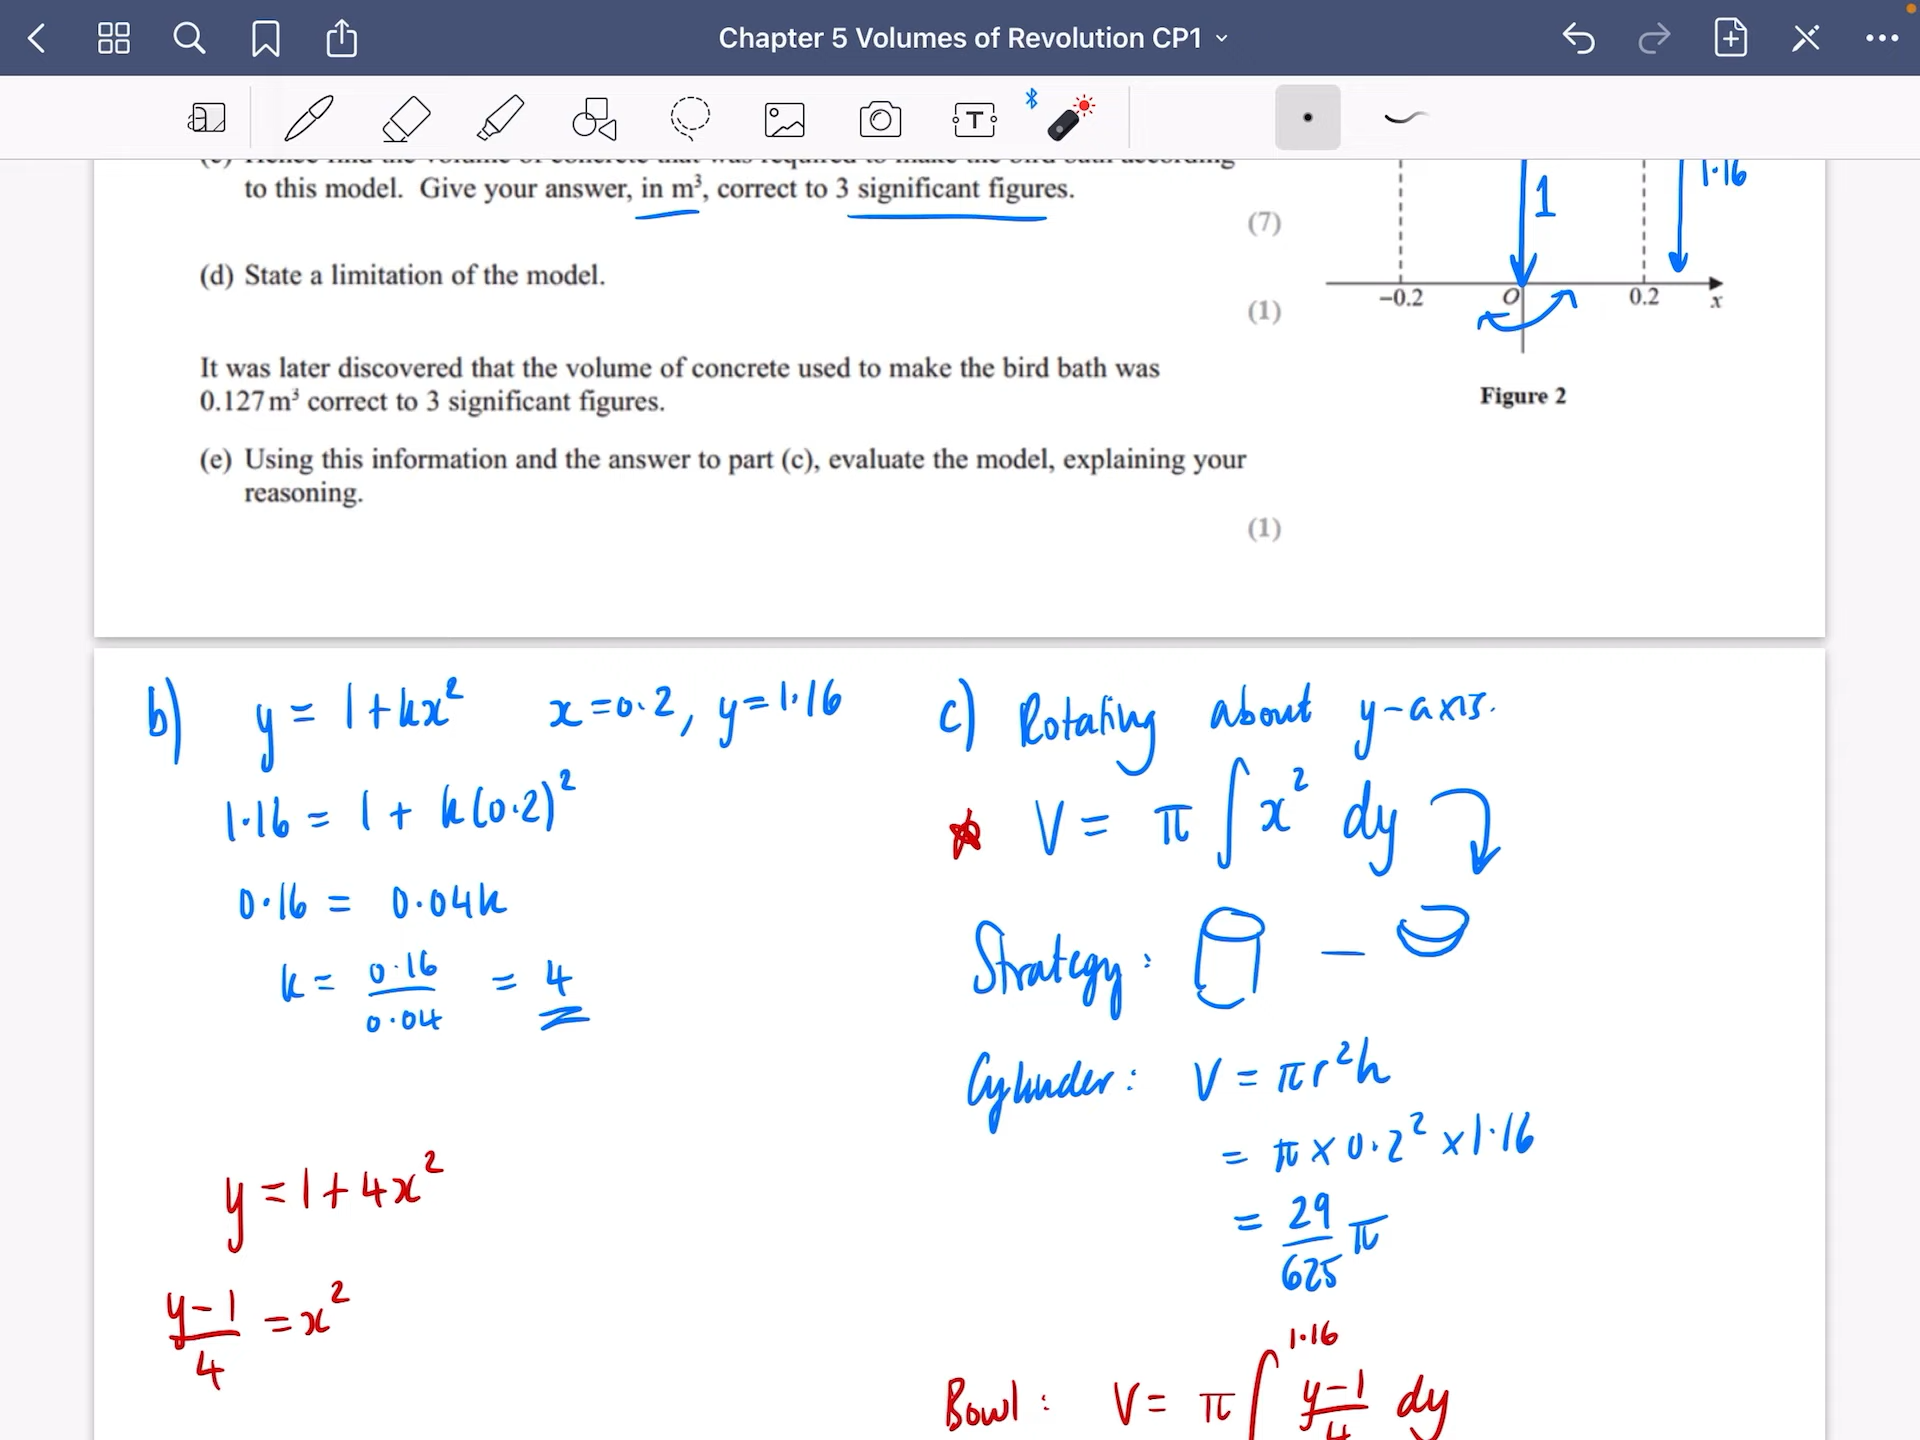 Chapter 5 Volumes of Revolution CP1
to this model. Give your answer, in m³, correct to 3 significant figures.
(7)
(d) State a limitation of the model.
(1)
It was later discovered that the volume of concrete used to make the bird bath was
0.127 m³ correct to 3 significant figures.
(e) Using this information and the answer to part (c), evaluate the model, explaining your
reasoning.
(1)
1
1.16
-0.2
O
0.2
x
Figure 2
b) y = 1+kx² x=0.2, y=1.16
1.16 = 1 + k(0.2)²
0.16 = 0.04k
k = 0.16/0.04 = 4
y = 1+4x²
y-1/4 = x²
c) Rotating about y-axis.
V = π ∫ x² dy
Strategy: −
Cylinder: V = πr²h
= π × 0.2² × 1.16
= 29/625 π
1.16
Bowl: V = π ∫ y-1/4 dy